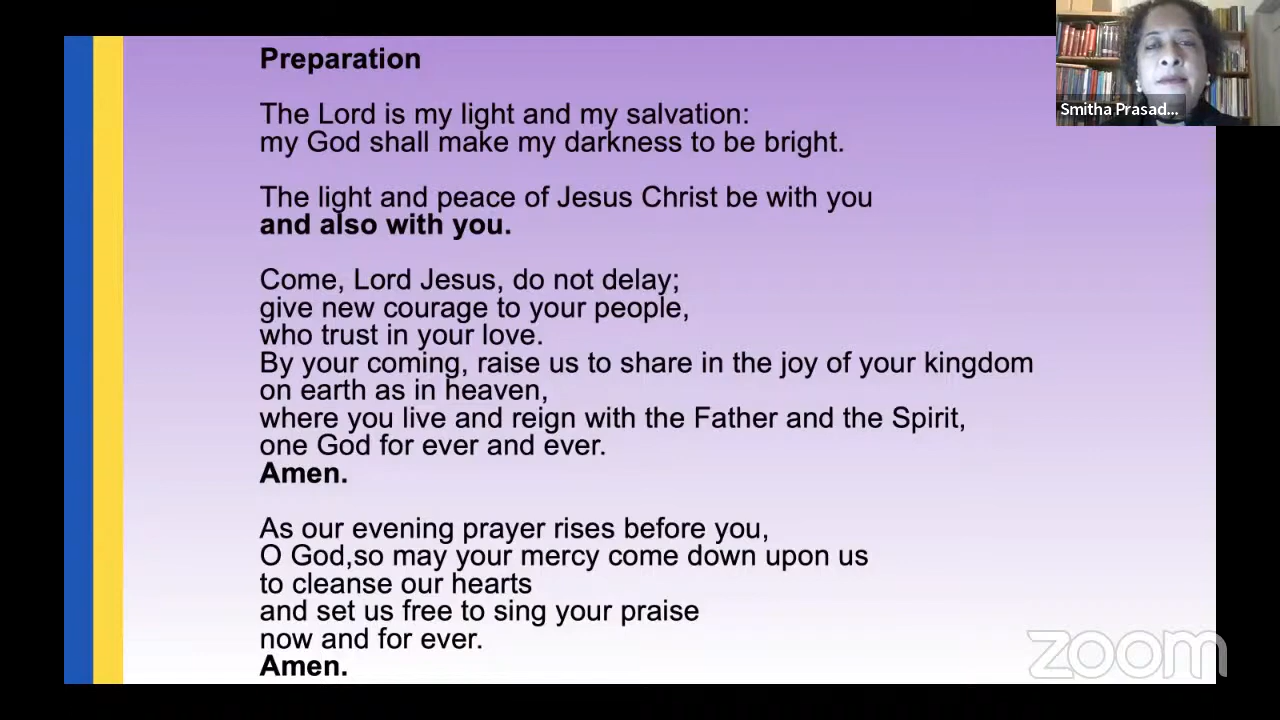 Preparation
The Lord is my light and my salvation:
my God shall make my darkness to be bright.
The light and peace of Jesus Christ be with you
and also with you.
Come, Lord Jesus, do not delay;
give new courage to your people,
who trust in your love.
By your coming, raise us to share in the joy of your kingdom
on earth as in heaven,
where you live and reign with the Father and the Spirit,
one God for ever and ever.
Amen.
As our evening prayer rises before you,
O God,so may your mercy come down upon us
to cleanse our hearts
and set us free to sing your praise
now and for ever.
Amen.
Smitha Prasad...
zoom